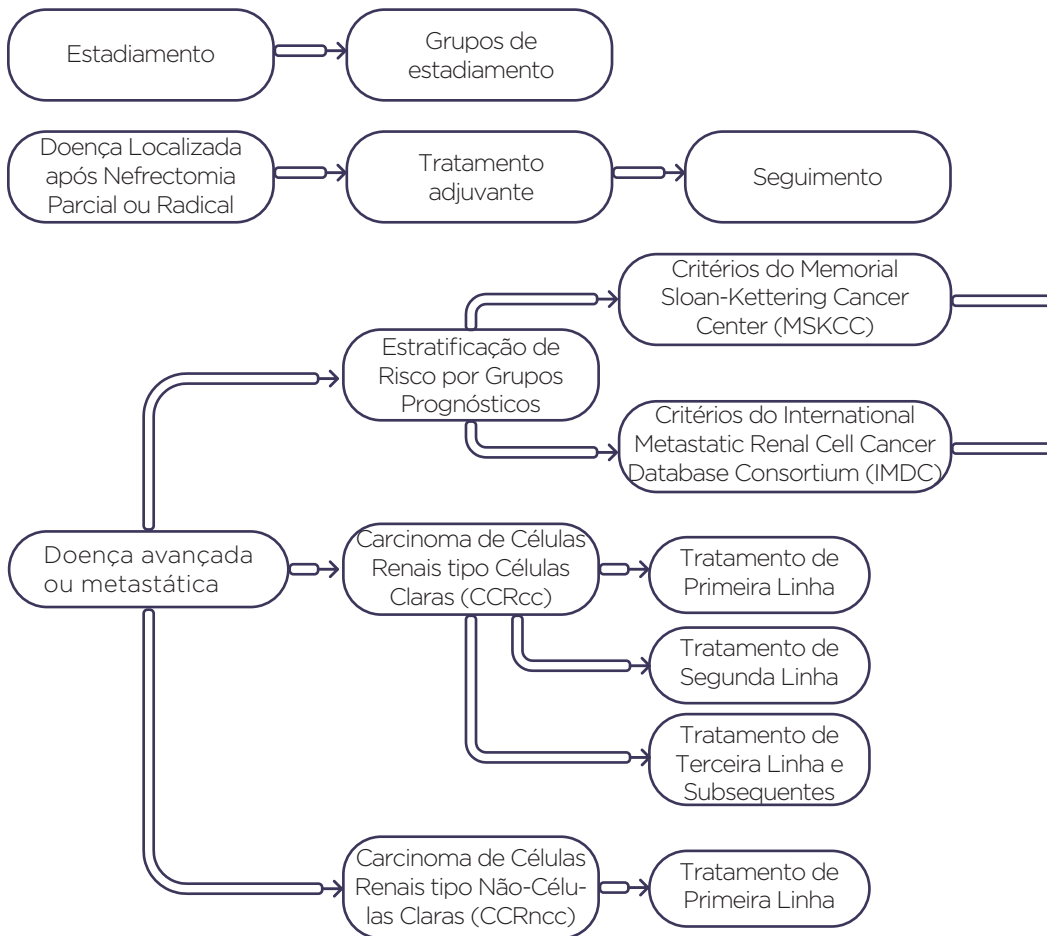 Estadiamento
Grupos de
estadiamento
Doença Localizada
após Nefrectomia
Parcial ou Radical
Tratamento
adjuvante
Seguimento
Critérios do Memorial
Sloan-Kettering Cancer
Center (MSKCC)
Estratificação de
Risco por Grupos
Prognósticos
Critérios do International
Metastatic Renal Cell Cancer
Database Consortium (IMDC)
Doença avançada
ou metastática
Carcinoma de Células
Renais tipo Células
Claras (CCRcc)
Tratamento de
Primeira Linha
Tratamento de
Segunda Linha
Tratamento de
Terceira Linha e
Subsequentes
Carcinoma de Células
Renais tipo Não-Célu-
las Claras (CCRncc)
Tratamento de
Primeira Linha